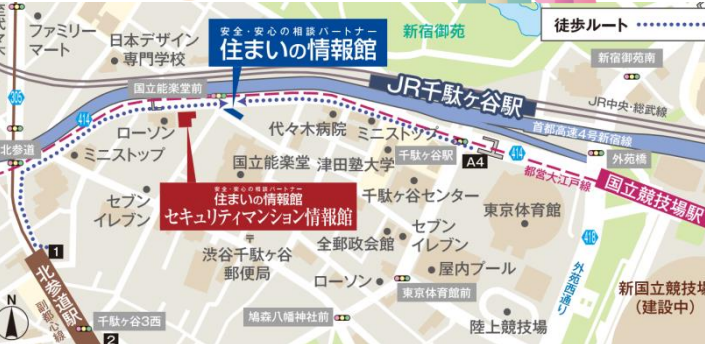 ファミリー
マート
日本デザイン
専門学校
安全・安心の相談パートナー
住まいの情報館
新宿御苑
徒歩ルート
新宿御苑南
国立能楽堂前
JR千駄ヶ谷駅
JR中央・総武線
首都高速4号新宿線
305
414
北参道
ローソン
ミニストップ
代々木病院
ミニストップ
千駄ヶ谷駅
A4
414
外苑橋
都営大江戸線
国立競技場駅
国立能楽堂
津田塾大学
安全・安心の相談パートナー
住まいの情報館
セキュリティマンション情報館
セブン
イレブン
千駄ヶ谷センター
東京体育館
418
外苑西通り
全郵政会館
セブン
イレブン
1
北参道駅
副都心線
〒
渋谷千駄ヶ谷
郵便局
屋内プール
ローソン
東京体育館前
新国立競技場
(建設中)
N
千駄ヶ谷3西
2
鳩森八幡神社前
陸上競技場